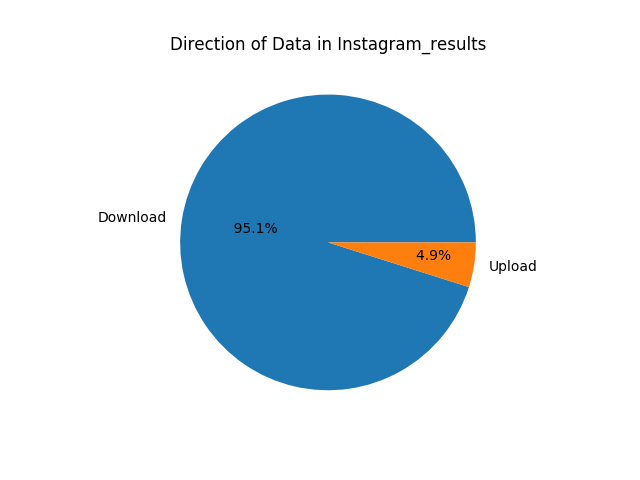 Direction of Data in Instagram_results
Download
95.1%
4.9%
Upload